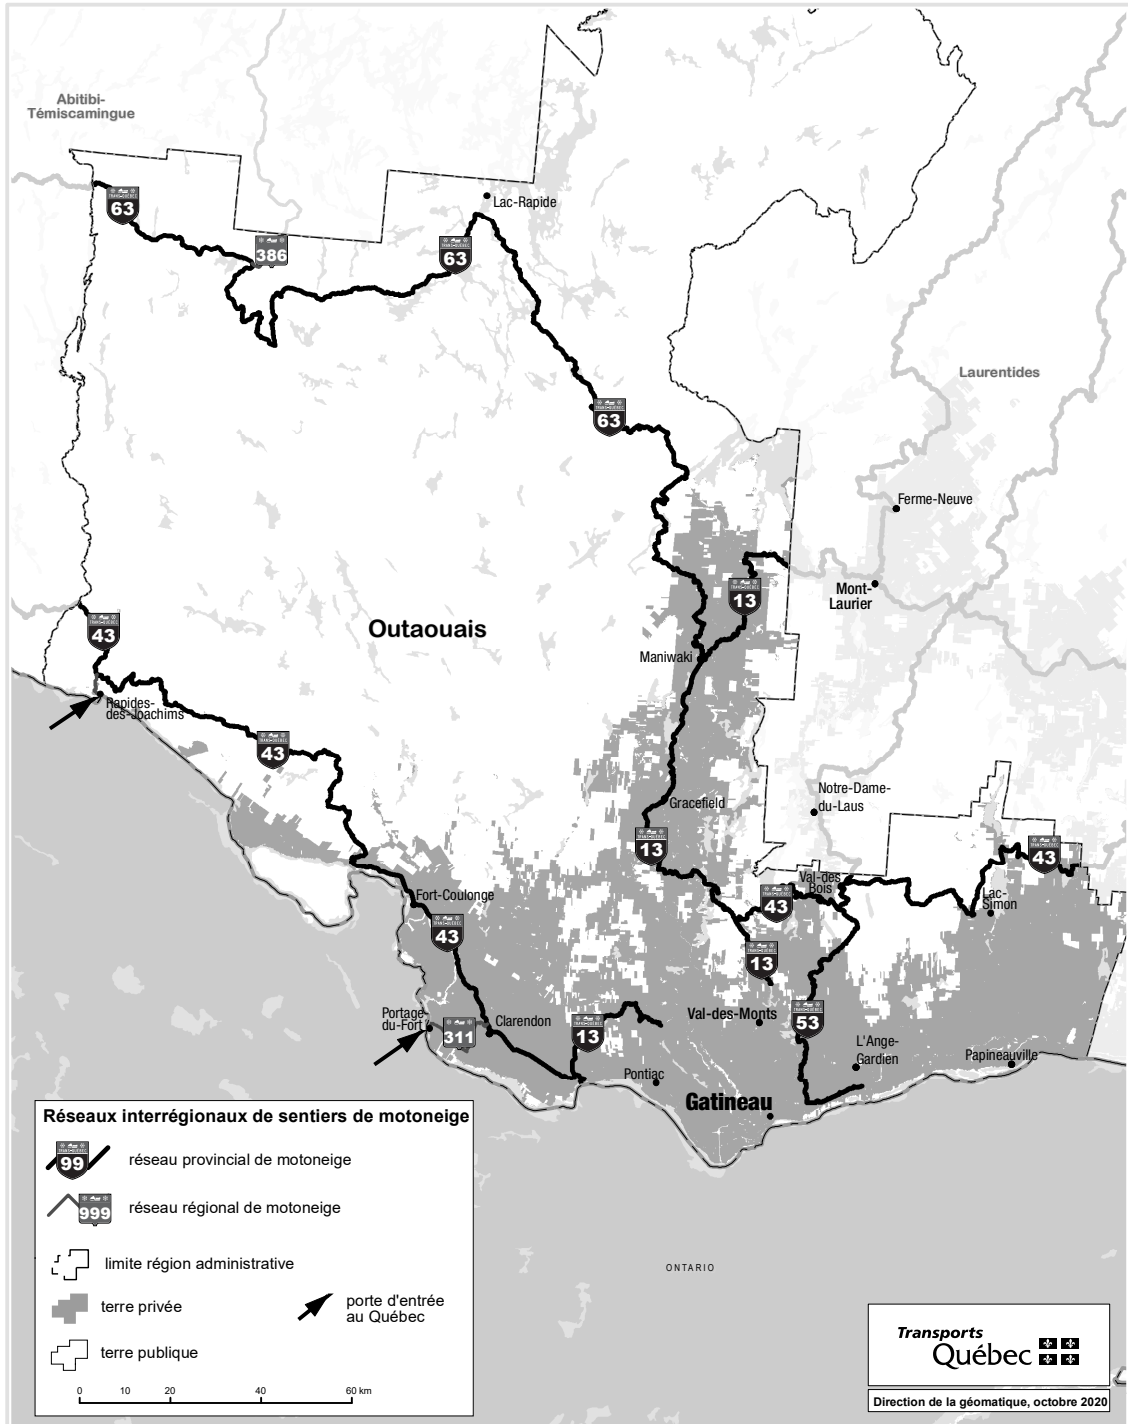 Abitibi-
Témiscamingue
63
386
63
Lac-Rapide
63
Laurentides
Ferme-Neuve
Mont-
Laurier
13
43
Outaouais
Maniwaki
Rapides-
des-Joachims
43
Gracefield
Notre-Dame-
du-Laus
13
43
Val-des
Bois
43
Lac-
Simon
Fort-Coulonge
43
13
Portage-
du-Fort
311
Clarendon
13
Val-des-Monts
53
L'Ange-
Gardien
Papineauville
Pontiac
Gatineau
Réseaux interrégionaux de sentiers de motoneige
TRANS-QUÉBEC
99
réseau provincial de motoneige
999
réseau régional de motoneige
limite région administrative
terre privée
porte d'entrée
au Québec
terre publique
0 10 20 40 60 km
ONTARIO
Transports
Québec
Direction de la géomatique, octobre 2020